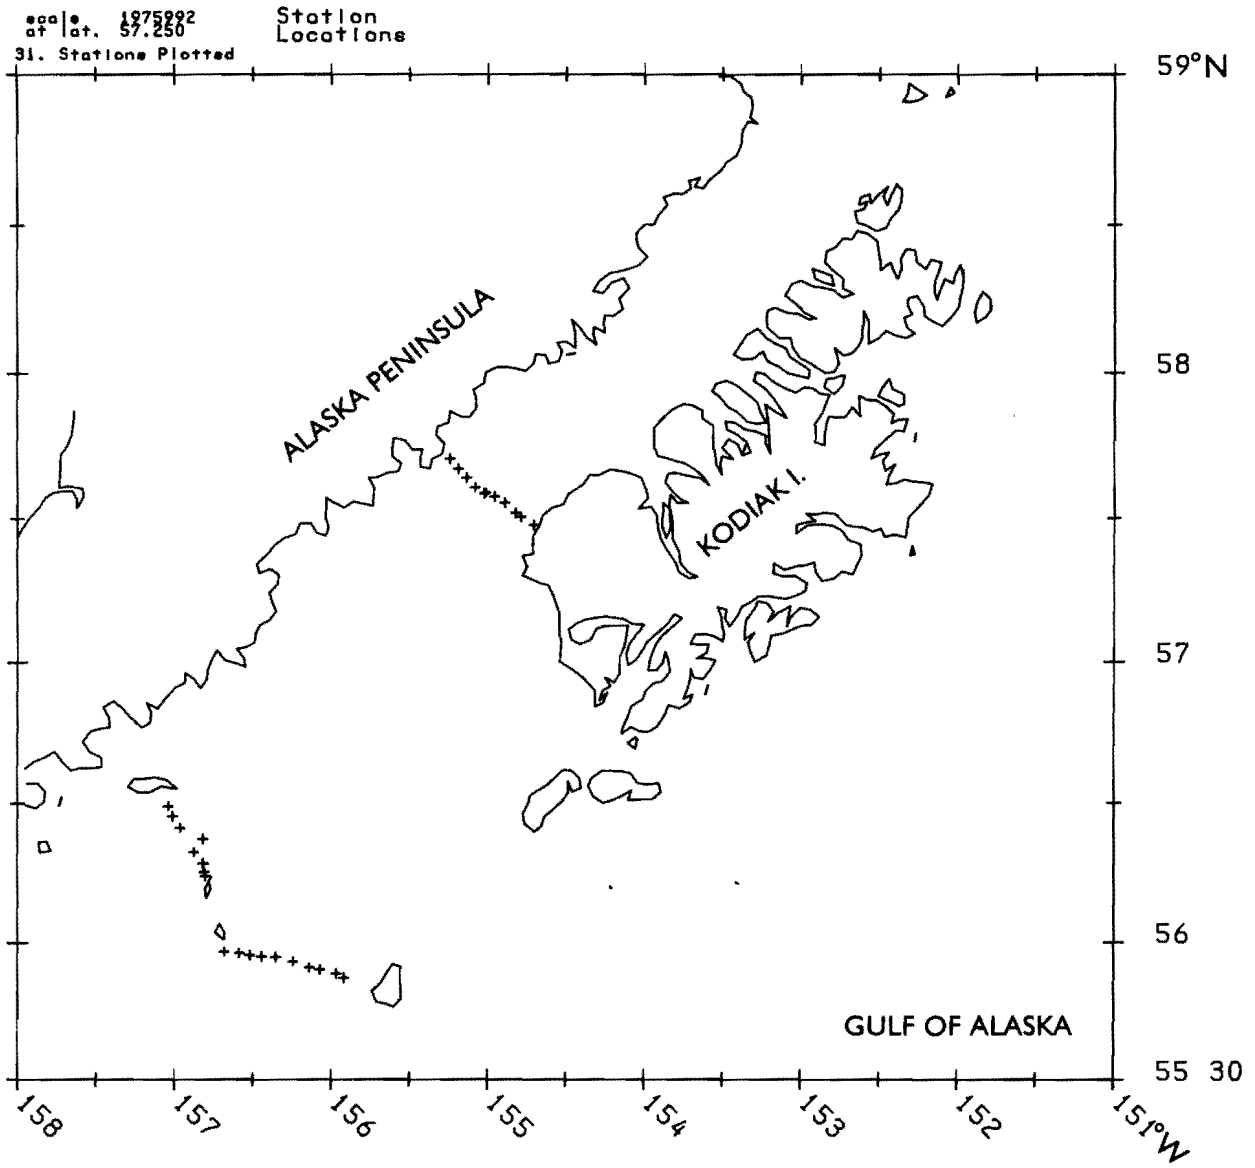 scale 1975992
at lat. 57.250
Station
Locations
31. Stations Plotted
59°N
ALASKA PENINSULA
58
KODIAK I.
57
56
GULF OF ALASKA
55 30
158 157 156 155 154 153 152 151°W